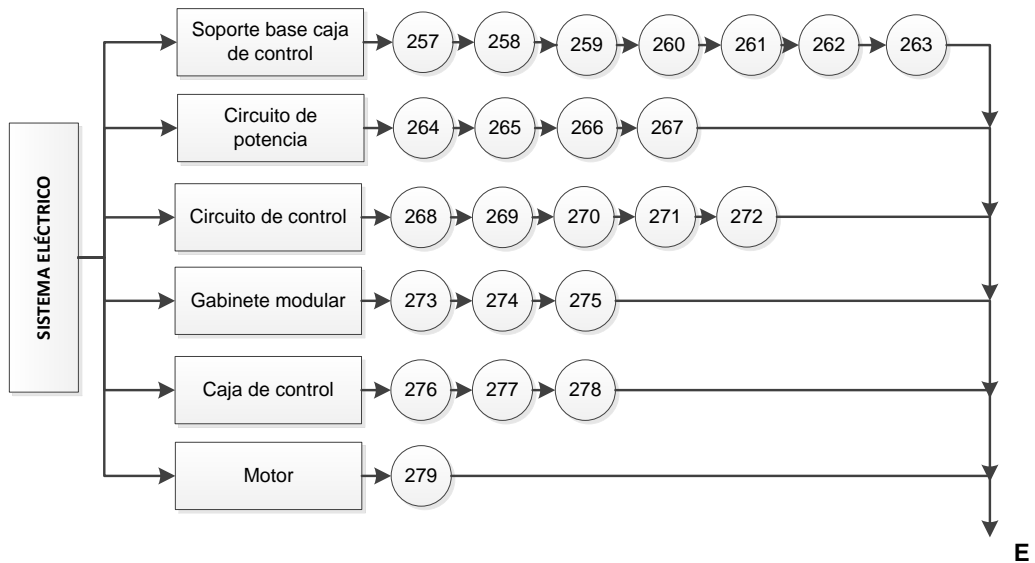 SISTEMA ELÉCTRICO
Soporte base caja
de control
257 258 259 260 261 262 263
Circuito de
potencia
264 265 266 267
Circuito de control
268 269 270 271 272
Gabinete modular
273 274 275
Caja de control
276 277 278
Motor
279
E